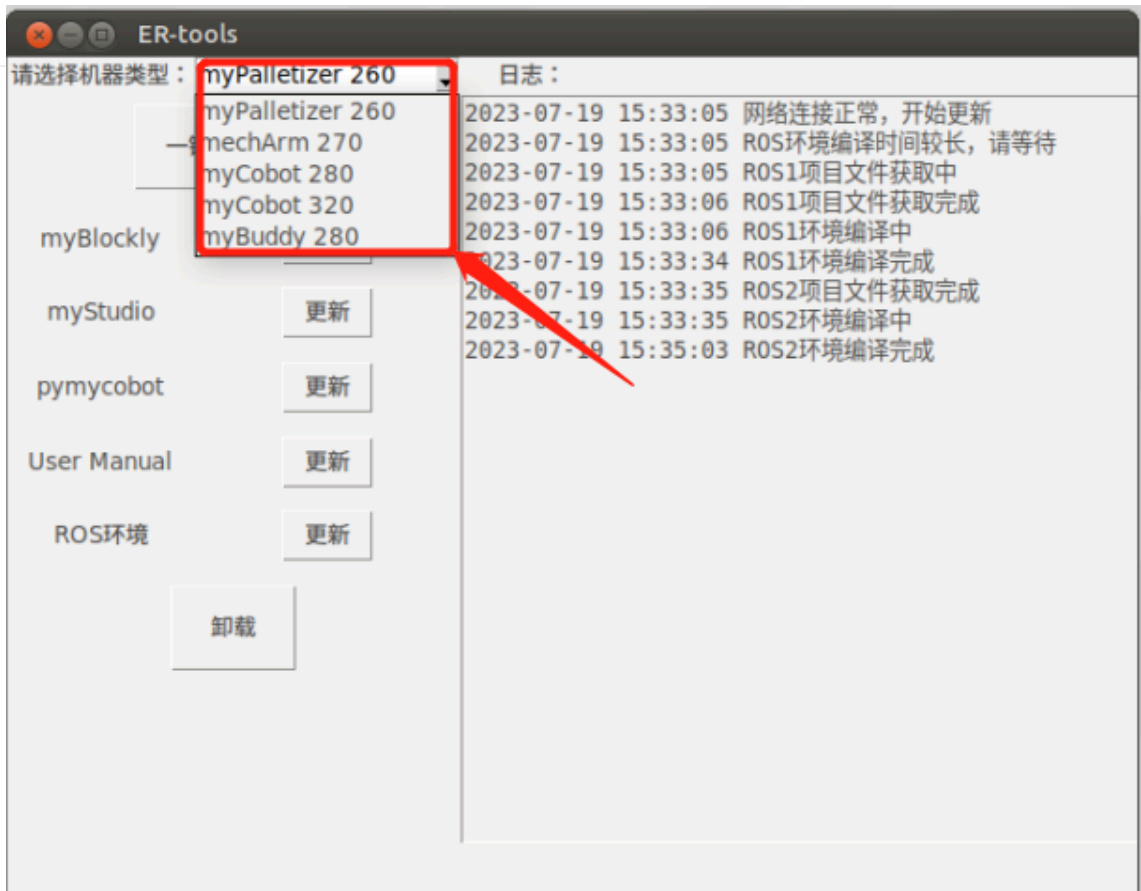 ER-tools
请选择机器类型： myPalletizer 260
myPalletizer 260
mechArm 270
myCobot 280
myCobot 320
myBuddy 280
一
myBlockly
myStudio 更新
pymycobot 更新
User Manual 更新
ROS环境 更新
卸载
日志：
2023-07-19 15:33:05 网络连接正常，开始更新
2023-07-19 15:33:05 ROS环境编译时间较长，请等待
2023-07-19 15:33:05 ROS1项目文件获取中
2023-07-19 15:33:06 ROS1项目文件获取完成
2023-07-19 15:33:06 ROS1环境编译中
2023-07-19 15:33:34 ROS1环境编译完成
2023-07-19 15:33:35 ROS2项目文件获取完成
2023-07-19 15:33:35 ROS2环境编译中
2023-07-19 15:35:03 ROS2环境编译完成